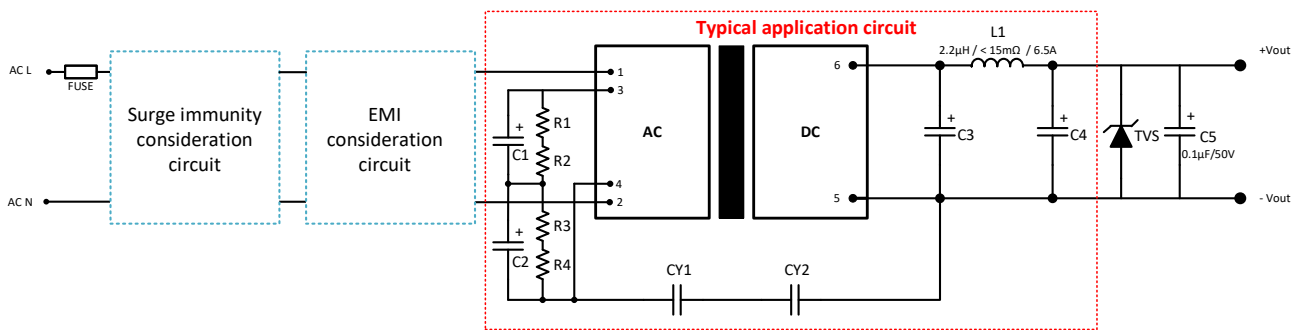 Typical application circuit
L1
2.2µH / < 15mΩ / 6.5A
AC L
FUSE
+Vout
1
3
6
Surge immunity
consideration
circuit
EMI
consideration
circuit
+
C1
R1
R2
AC
DC
+
C3
+
C4
TVS
+
C5
0.1µF/50V
4
2
5
AC N
- Vout
+
C2
R3
R4
CY1
CY2